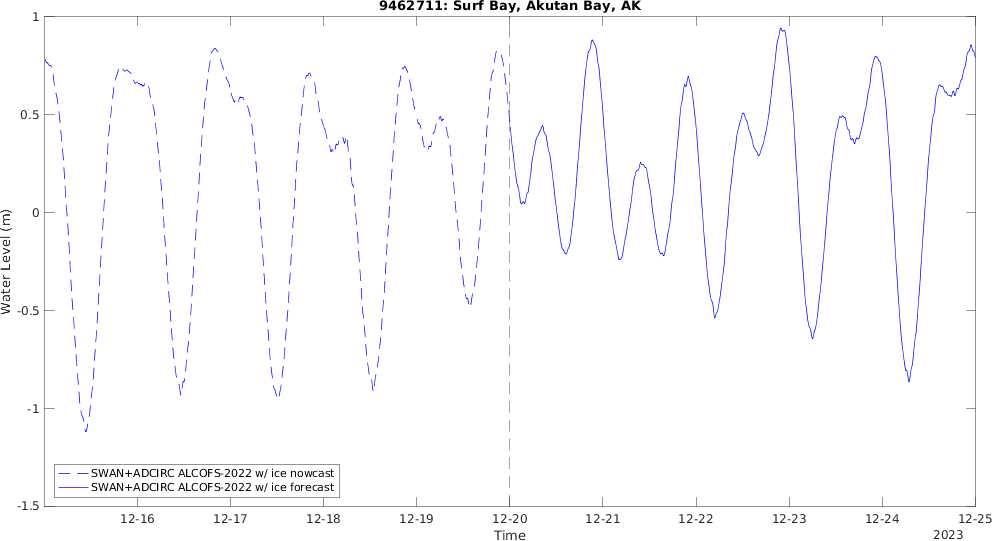 9462711: Surf Bay, Akutan Bay, AK
Water Level (m)
1
0.5
0
-0.5
-1
-1.5
SWAN+ADCIRC ALCOFS-2022 w/ ice nowcast
SWAN+ADCIRC ALCOFS-2022 w/ ice forecast
12-16 12-17 12-18 12-19 12-20 12-21 12-22 12-23 12-24 12-25
Time
2023